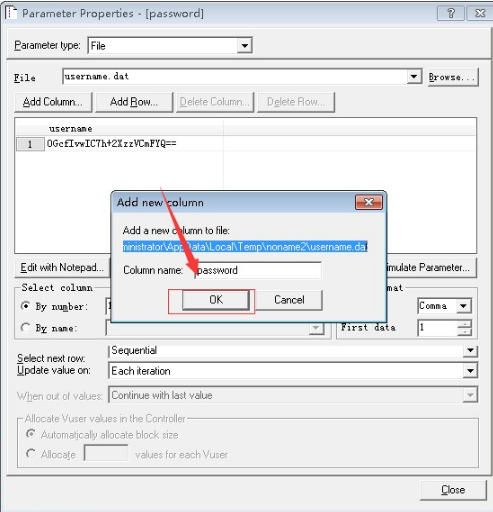 Parameter Properties - [password]
Parameter type: File
File username.dat Browse...
Add Column... Add Row... Delete Column... Delete Row...
username
1 OGcfIvwIC7h+2XzzVCmFYQ==
Add new column
Add a new column to file:
ministrator\AppData\Local\Temp\noname2\username.dat
Column name: password
OK Cancel
Edit with Notepad... imulate Parameter...
Select column mat
By number: 1 Comma
By name: First data 1
Select next row: Sequential
Update value on: Each iteration
When out of values: Continue with last value
Allocate Vuser values in the Controller
Automatically allocate block size
Allocate values for each Vuser
Close